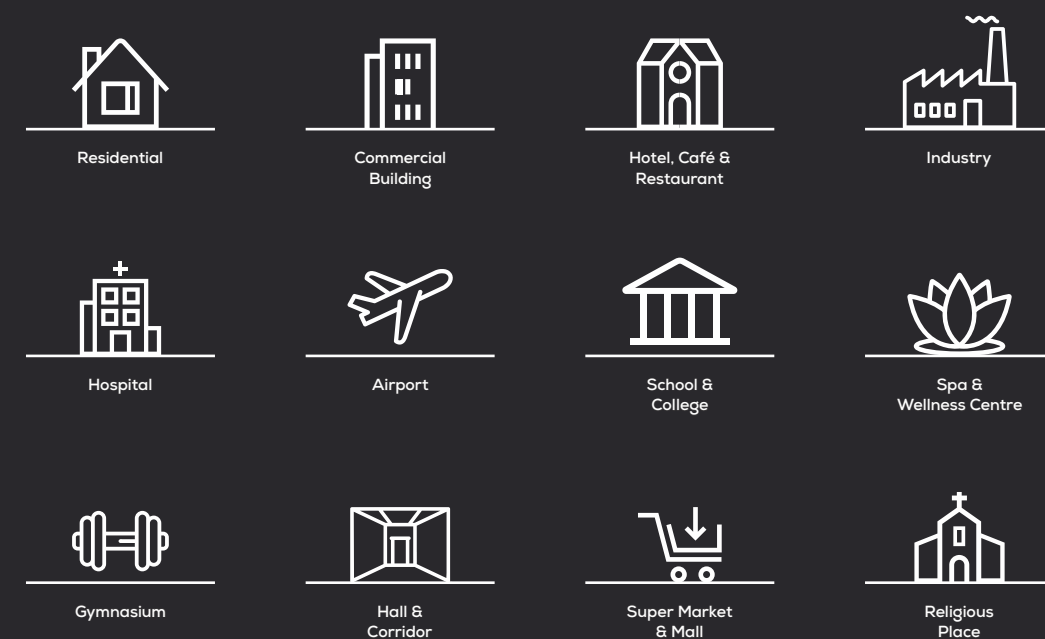 Residential
Commercial
Building
Hotel, Café &
Restaurant
Industry
Hospital
Airport
School &
College
Spa &
Wellness Centre
Gymnasium
Hall &
Corridor
Super Market
& Mall
Religious
Place